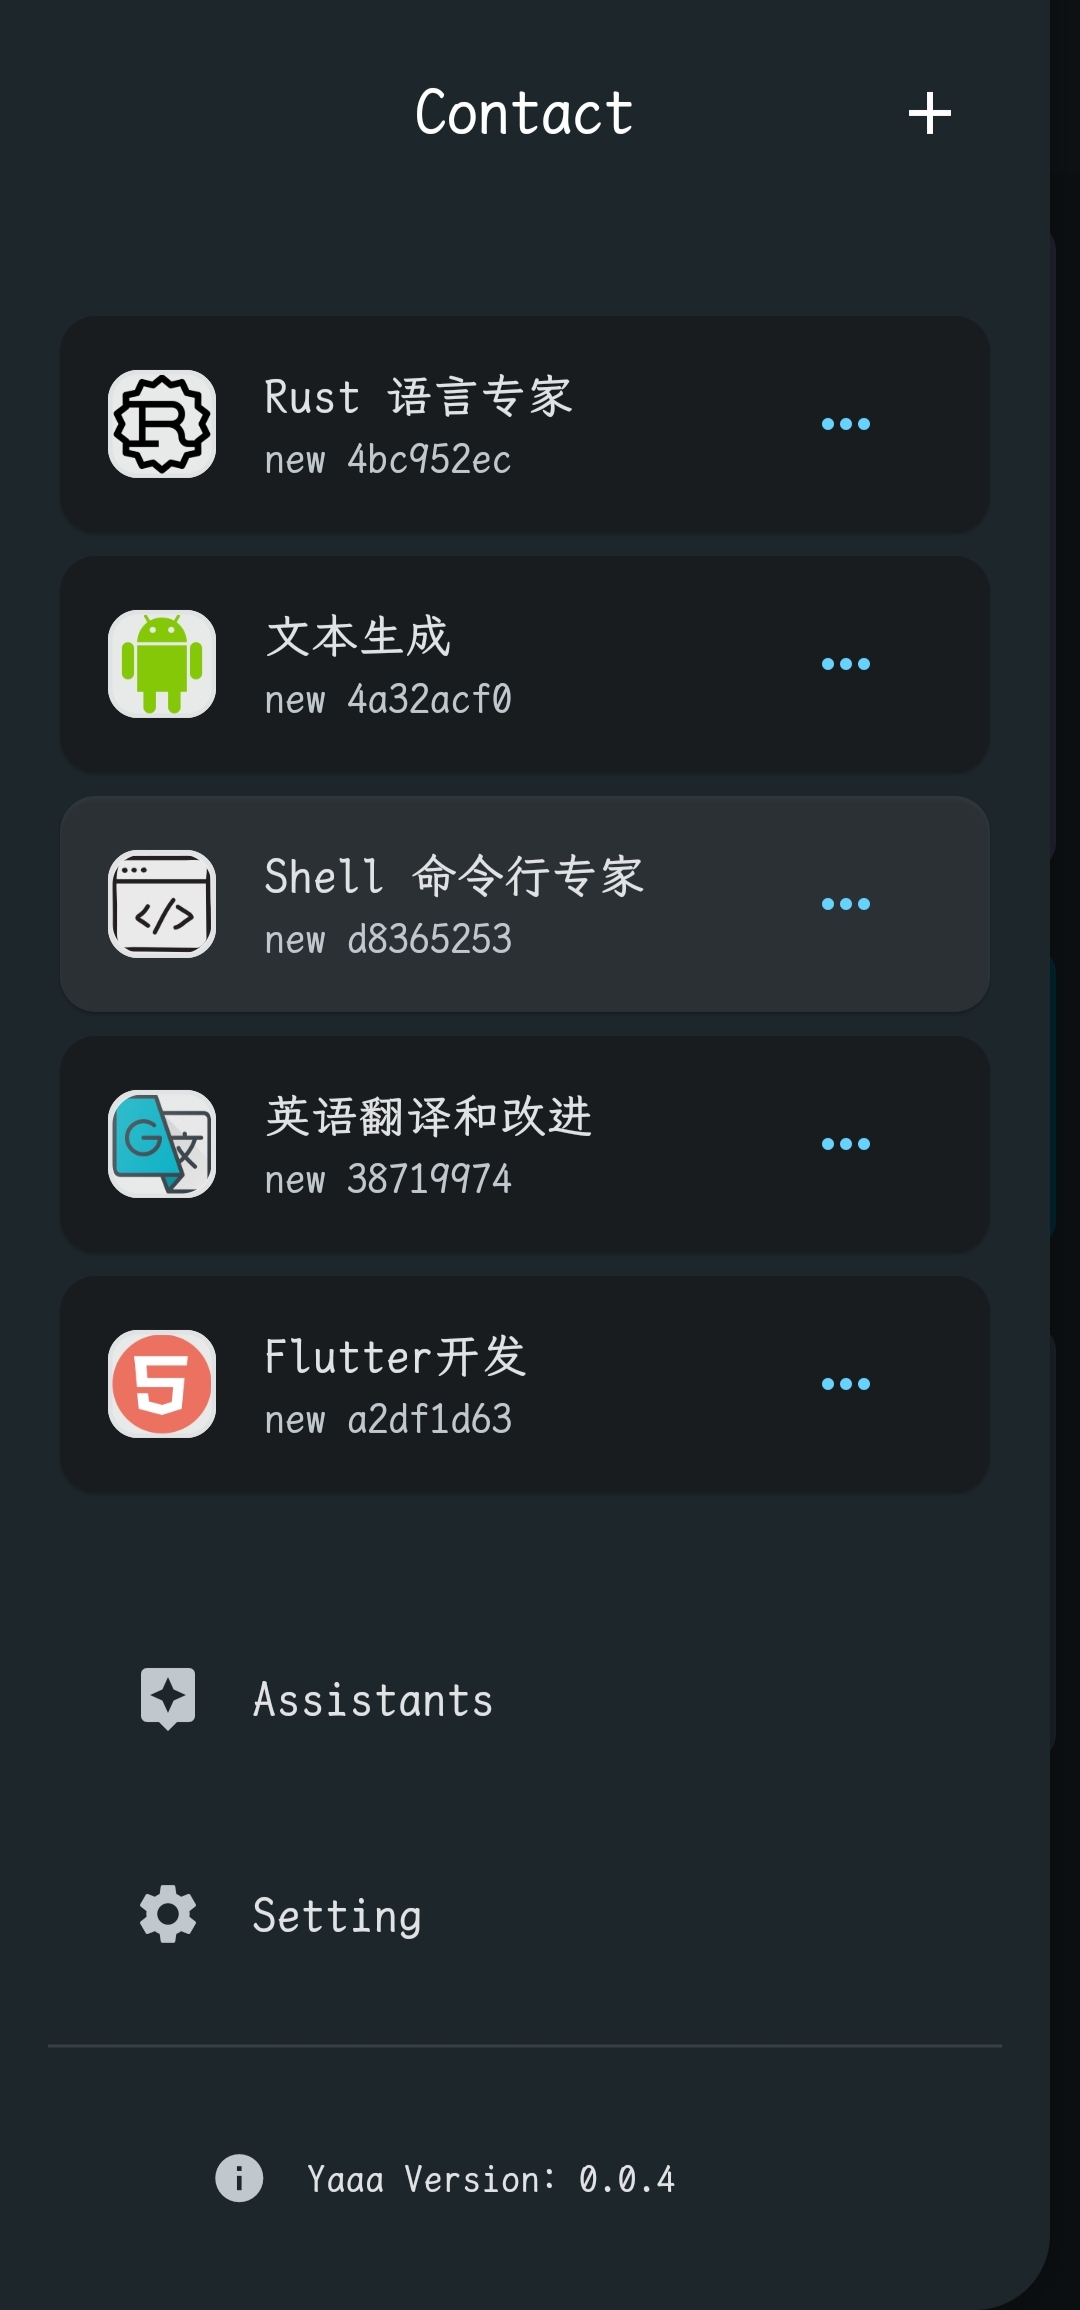 Contact
Rust 语言专家
new 4bc952ec
文本生成
new 4a32acf0
Shell 命令行专家
new d8365253
英语翻译和改进
new 38719974
Flutter开发
new a2df1d63
Assistants
Setting
Yaaa Version: 0.0.4